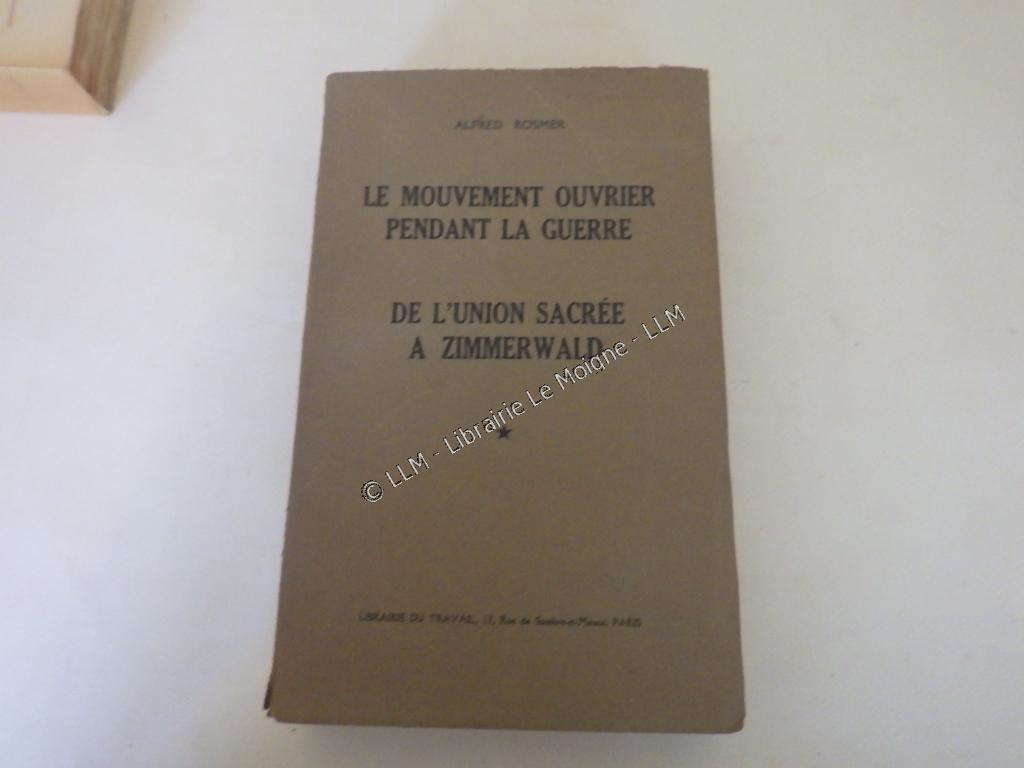 ALFRED ROSMER
LE MOUVEMENT OUVRIER
PENDANT LA GUERRE
DE L'UNION SACRÉE
A ZIMMERWALD
© LLM - Librairie Le Moigne - LLM
LIBRAIRIE DU TRAVAIL, 17, Rue de Sambre-et-Meuse, PARIS